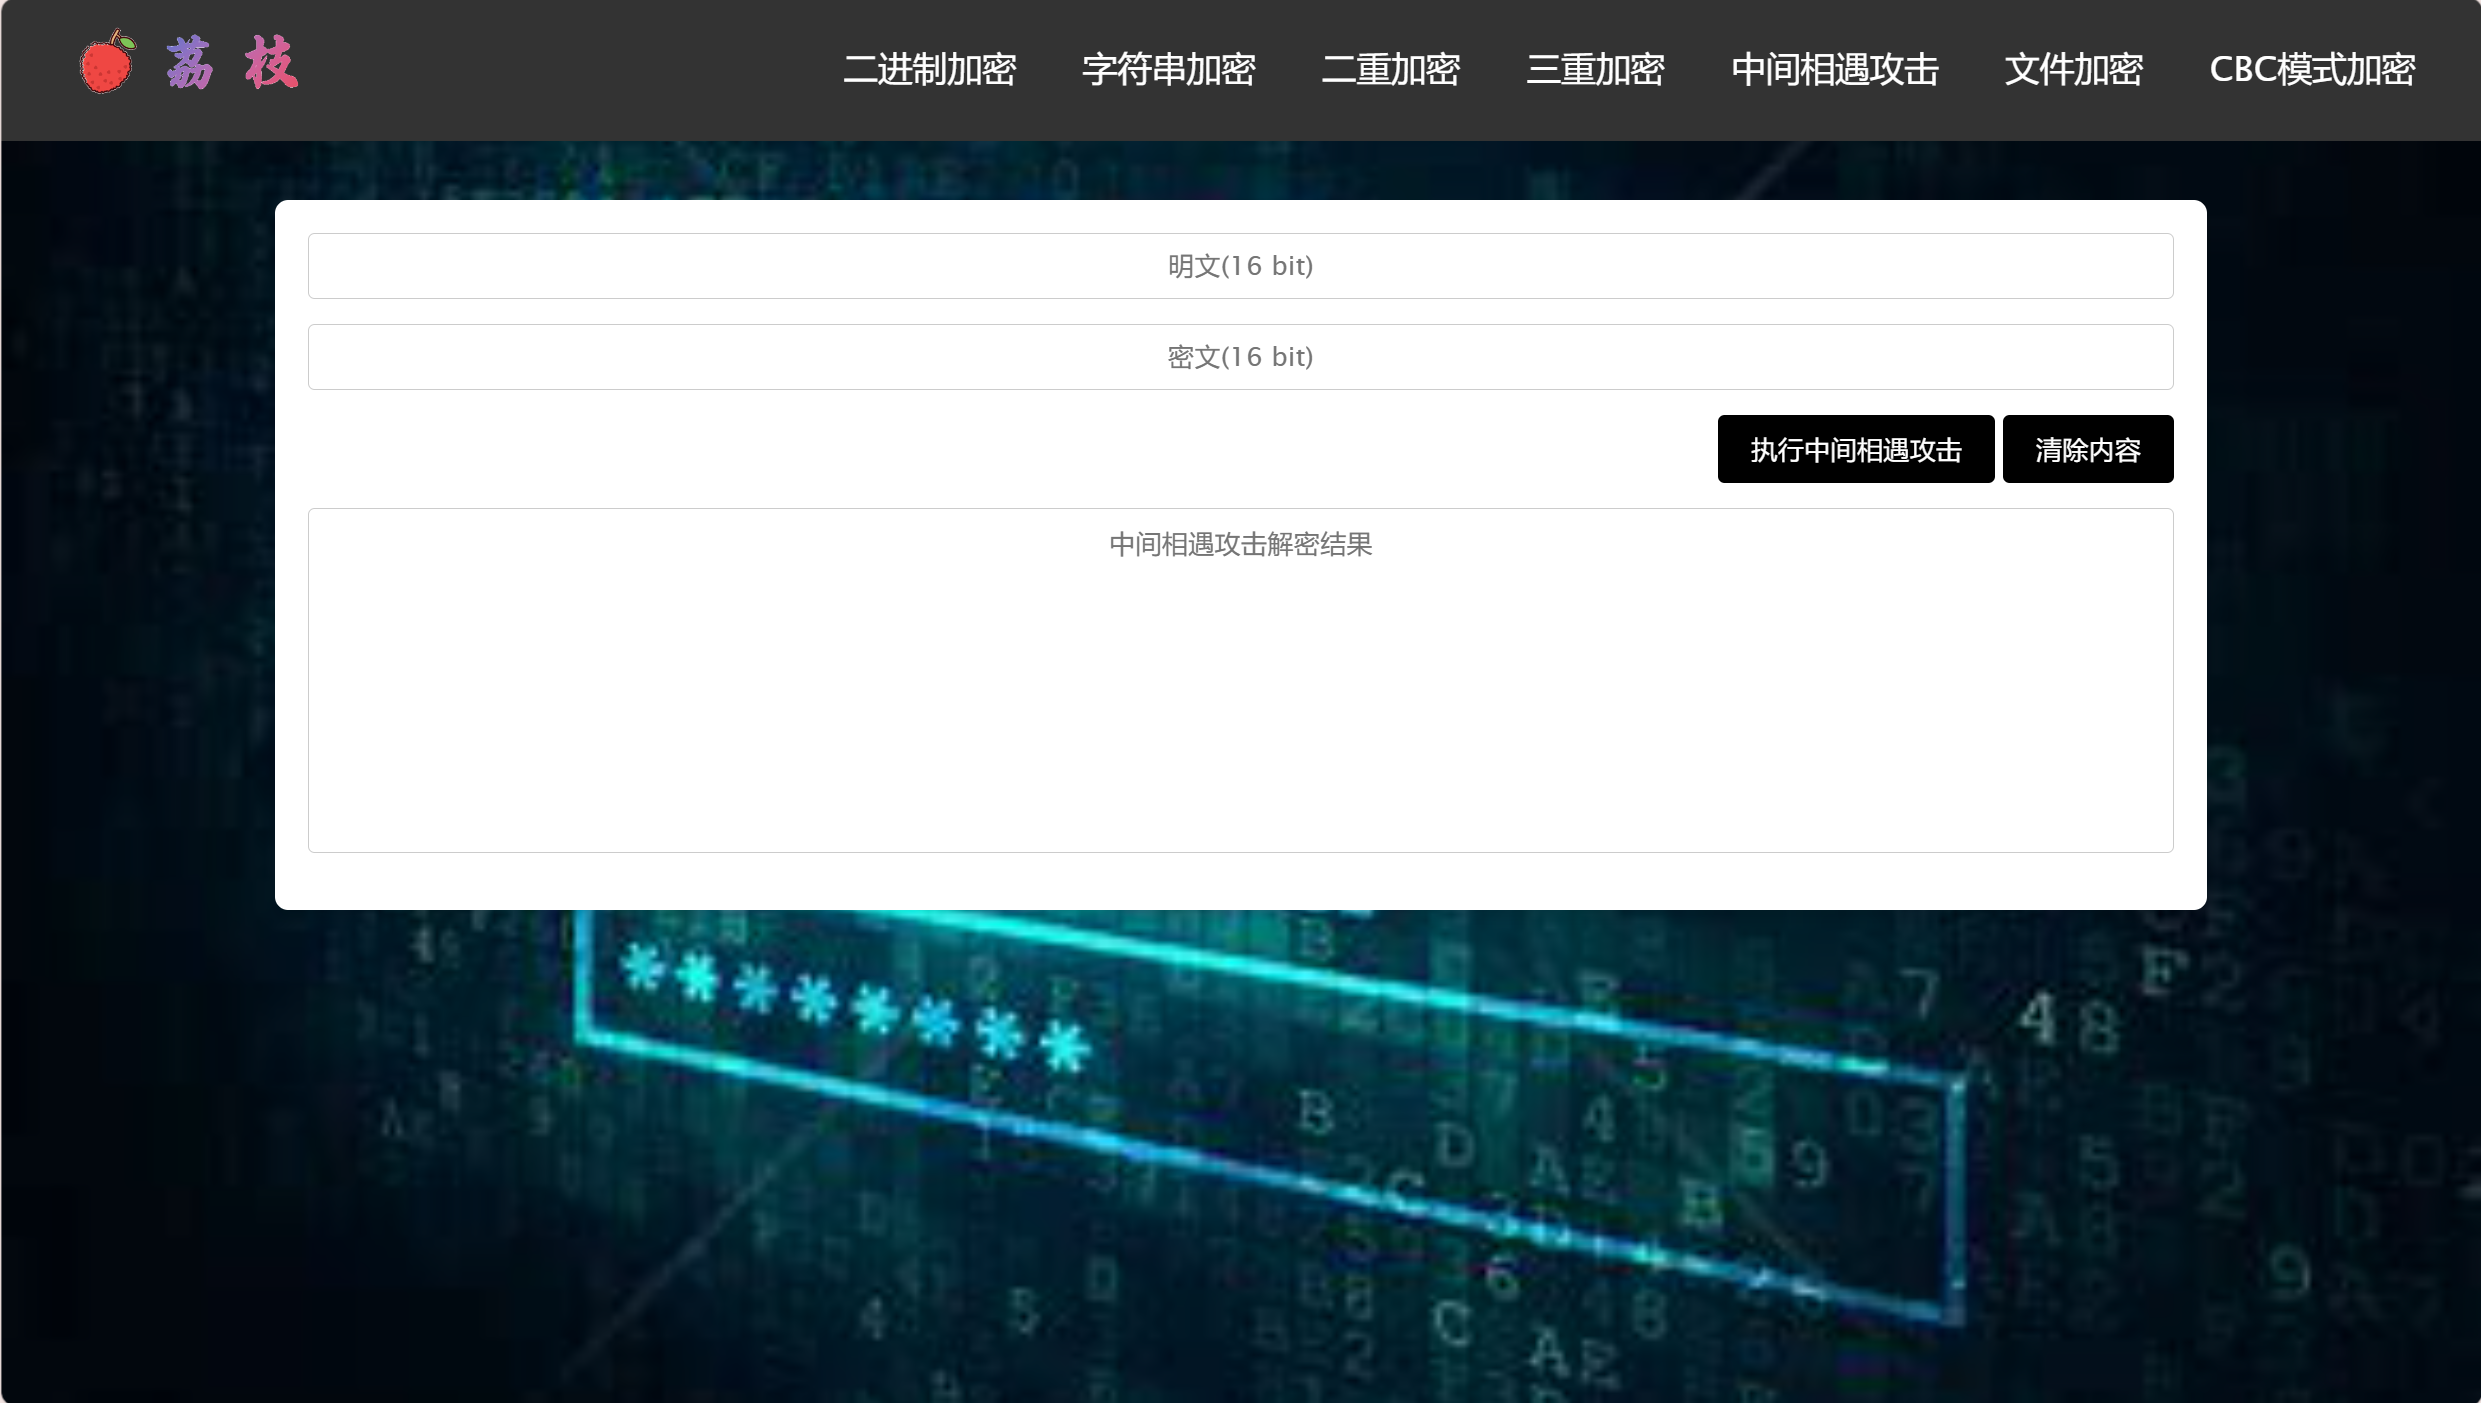 荔枝
二进制加密 字符串加密 二重加密 三重加密 中间相遇攻击 文件加密 CBC模式加密
明文(16 bit)
密文(16 bit)
执行中间相遇攻击 清除内容
中间相遇攻击解密结果
********